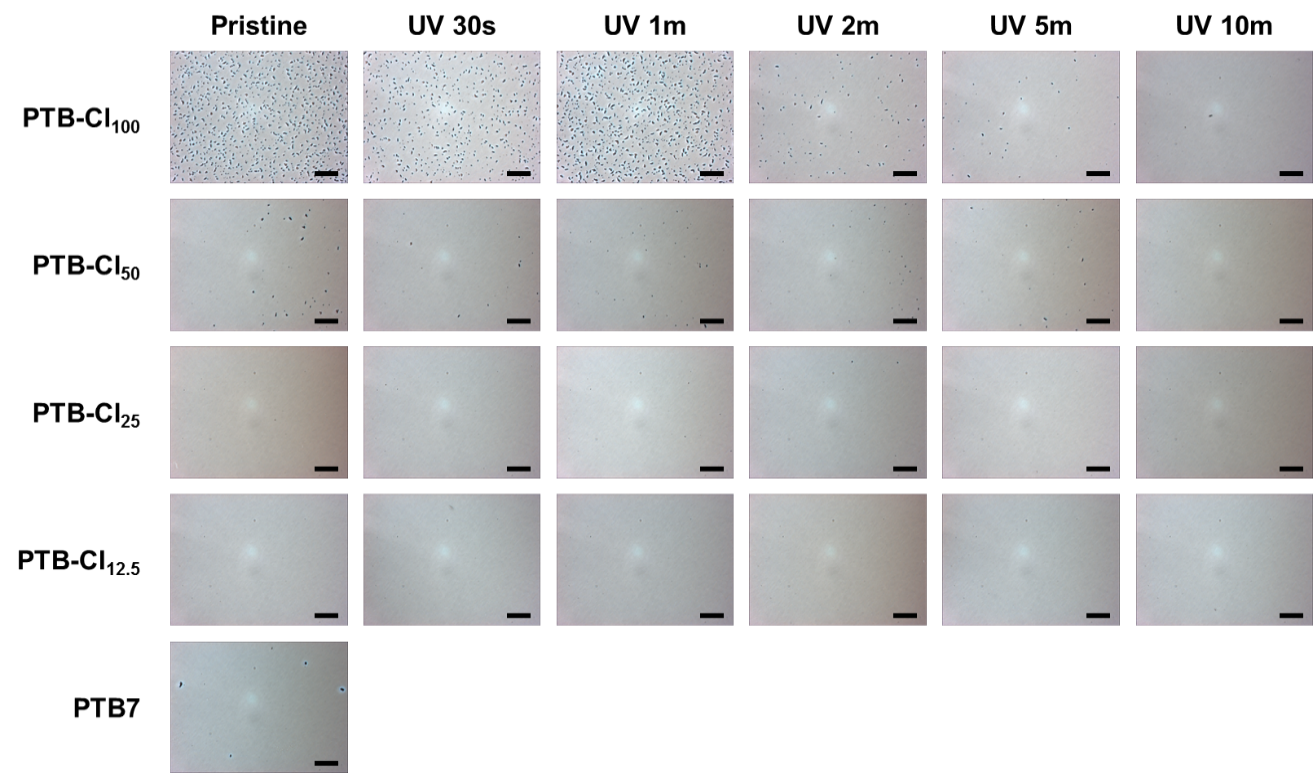 Pristine UV 30s UV 1m UV 2m UV 5m UV 10m
PTB-Cl100
PTB-Cl50
PTB-Cl25
PTB-Cl12.5
PTB7